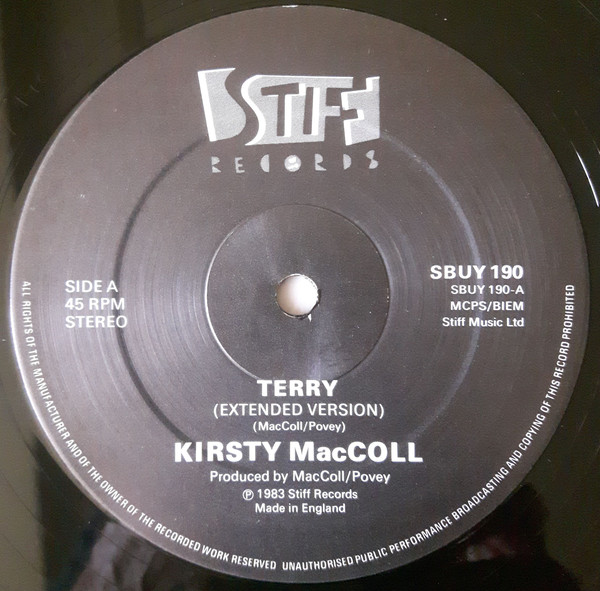 STIFF
RECORDS
SIDE A
45 RPM
STEREO
SBUY 190
SBUY 190-A
MCPS/BIEM
Stiff Music Ltd
TERRY
(EXTENDED VERSION)
(MacColl/Povey)
KIRSTY MacCOLL
Produced by MacColl/Povey
℗ 1983 Stiff Records
Made in England
ALL RIGHTS OF THE MANUFACTURER AND OF THE OWNER OF THE RECORDED WORK RESERVED UNAUTHORISED PUBLIC PERFORMANCE BROADCASTING AND COPYING OF THIS RECORD PROHIBITED